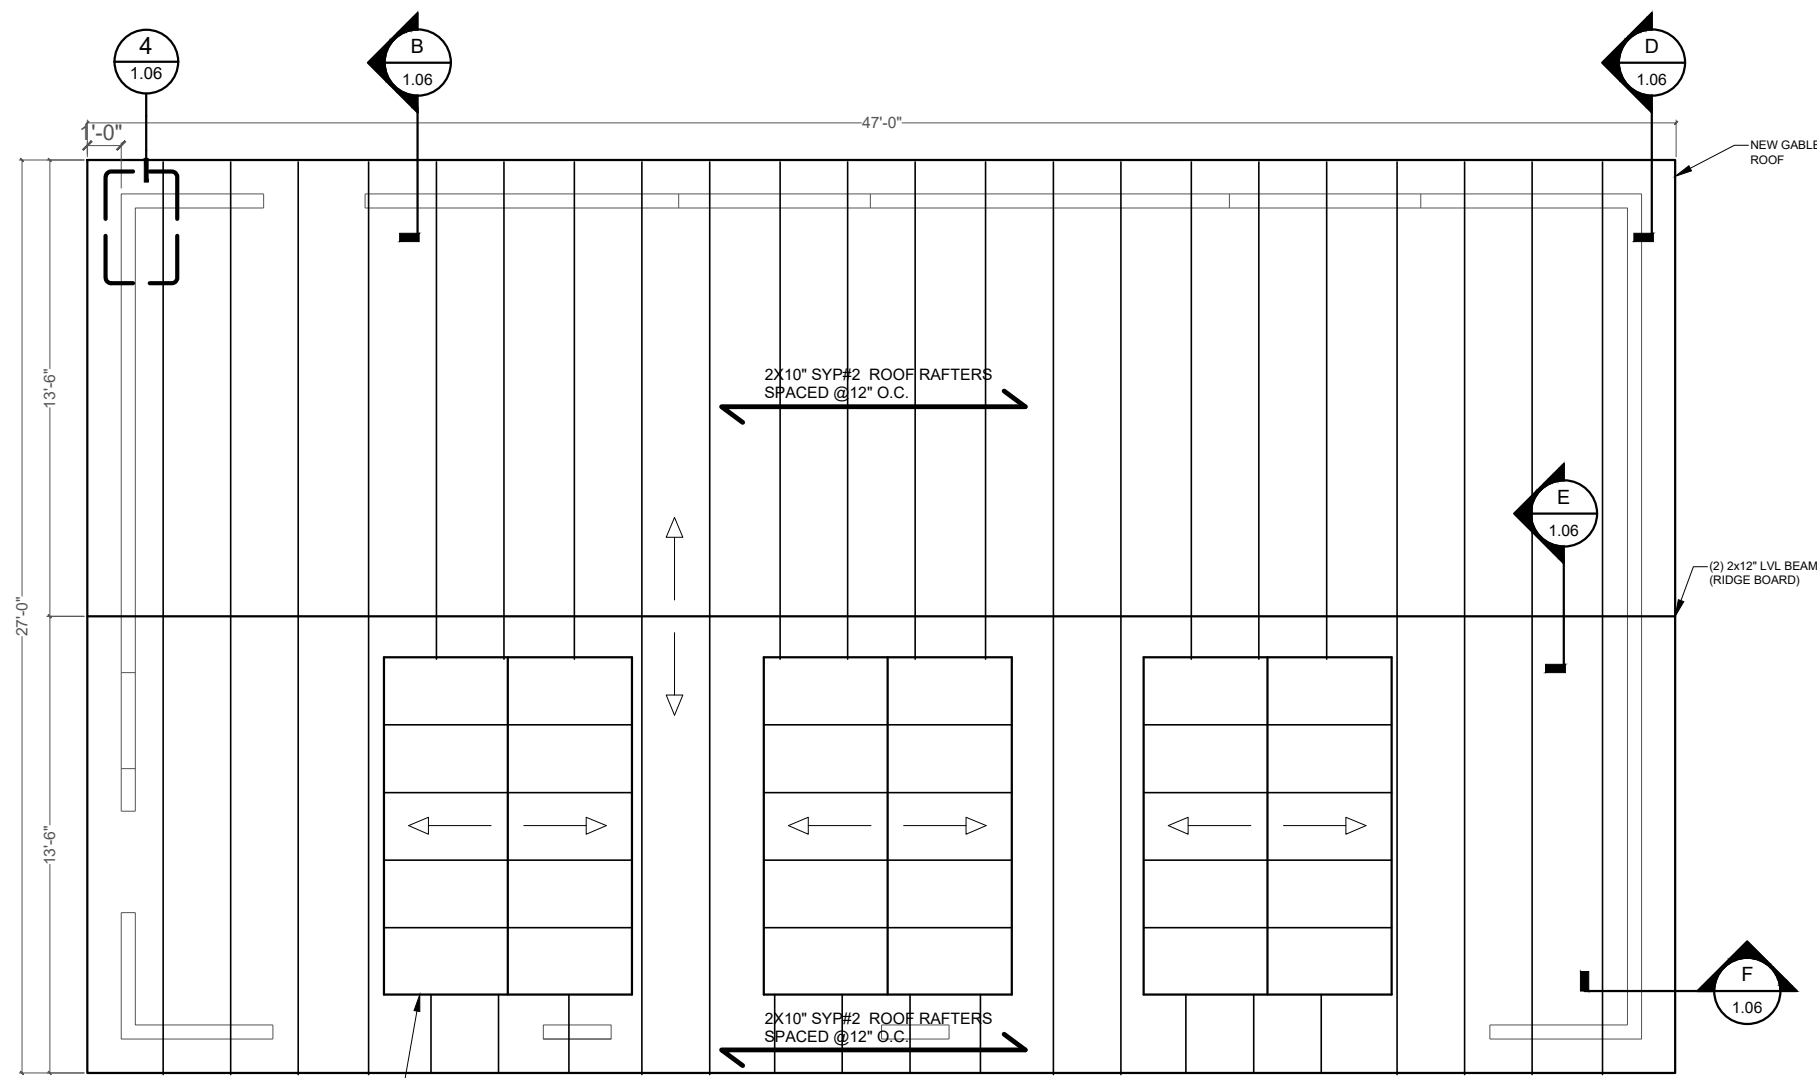 4
1.06
B
1.06
D
1.06
47'-0"
1'-0"
NEW GABLE
ROOF
13'-6"
2X10" SYP#2 ROOF RAFTERS
SPACED @12" O.C.
E
1.06
(2) 2x12" LVL BEAM
(RIDGE BOARD)
27'-0"
13'-6"
F
1.06
2X10" SYP#2 ROOF RAFTERS
SPACED @12" O.C.